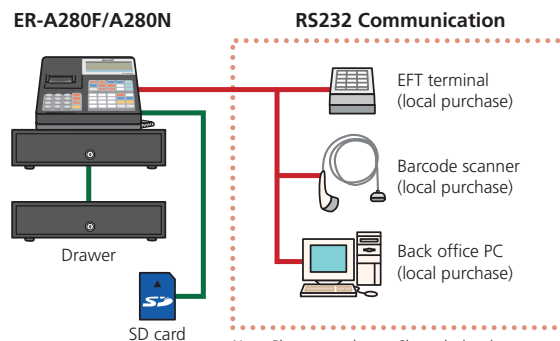 ER-A280F/A280N
RS232 Communication
EFT terminal
(local purchase)
Barcode scanner
(local purchase)
Back office PC
(local purchase)
Drawer
SD
SD card